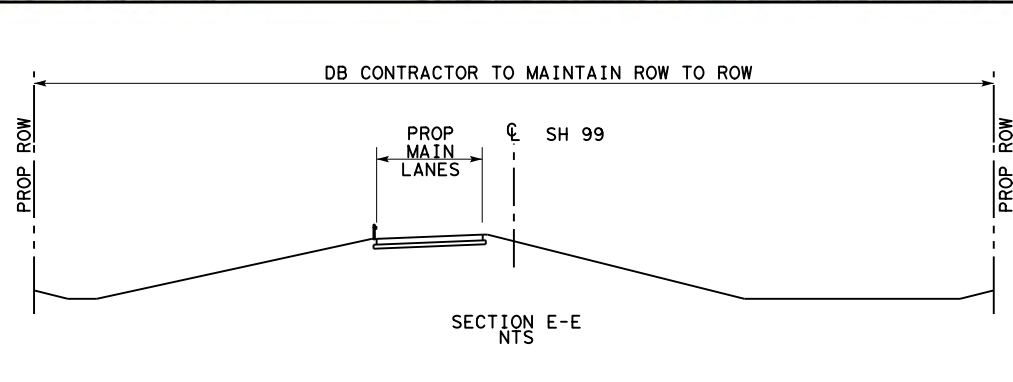 DB CONTRACTOR TO MAINTAIN ROW TO ROW
PROP ROW
PROP
MAIN
LANES
℄ SH 99
PROP ROW
SECTION E-E
NTS